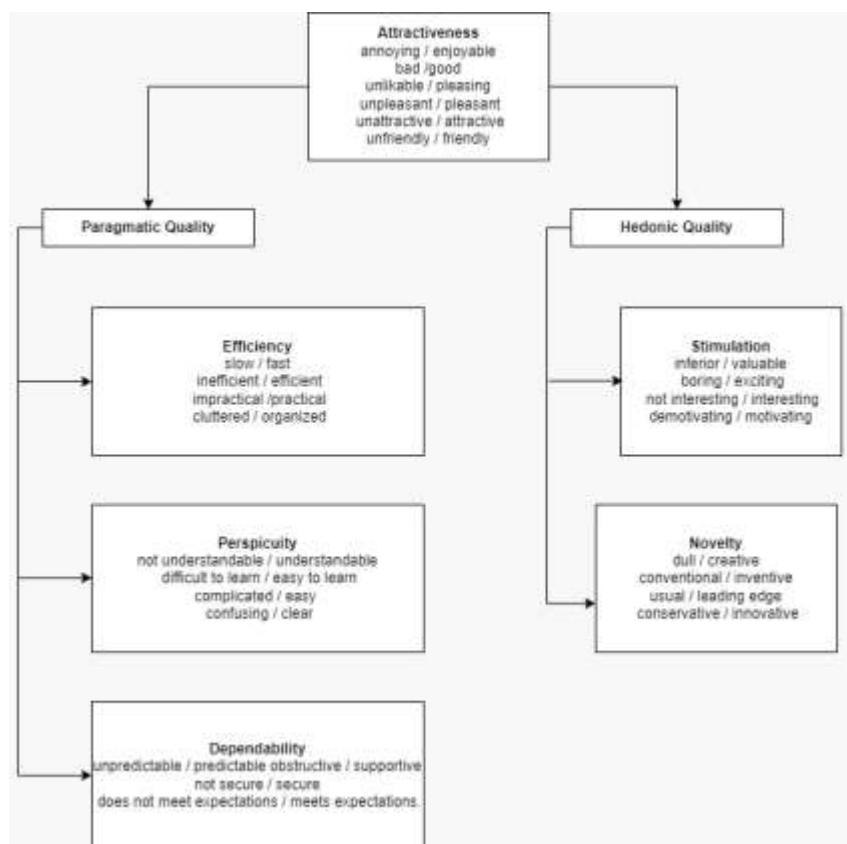 Attractiveness
annoying / enjoyable
bad /good
unlikable / pleasing
unpleasant / pleasant
unattractive / attractive
unfriendly / friendly
Paragmatic Quality
Hedonic Quality
Efficiency
slow / fast
inefficient / efficient
impractical /practical
cluttered / organized
Stimulation
inferior / valuable
boring / exciting
not interesting / interesting
demotivating / motivating
Perspicuity
not understandable / understandable
difficult to learn / easy to learn
complicated / easy
confusing / clear
Novelty
dull / creative
conventional / inventive
usual / leading edge
conservative / innovative
Dependability
unpredictable / predictable obstructive / supportive
not secure / secure
does not meet expectations / meets expectations.